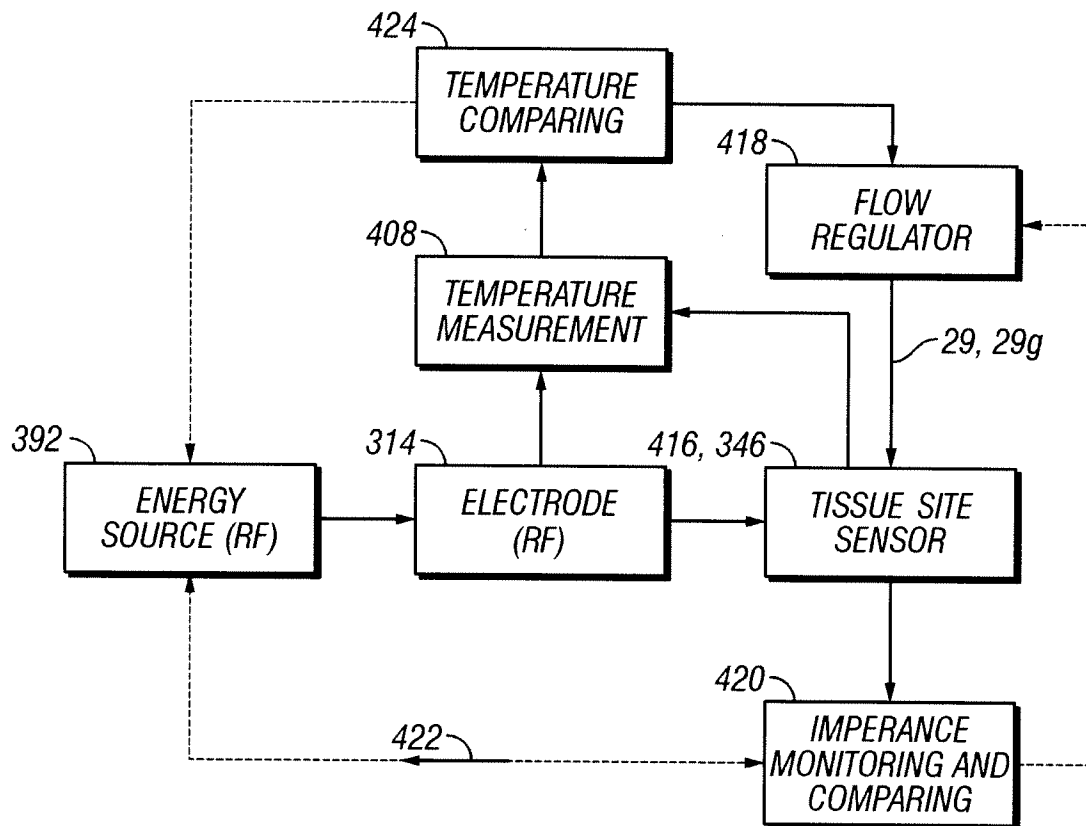 424
TEMPERATURE
COMPARING
418
FLOW
REGULATOR
408
TEMPERATURE
MEASUREMENT
29, 29g
392
ENERGY
SOURCE (RF)
314
ELECTRODE
(RF)
416, 346
TISSUE SITE
SENSOR
420
IMPERANCE
MONITORING AND
COMPARING
422